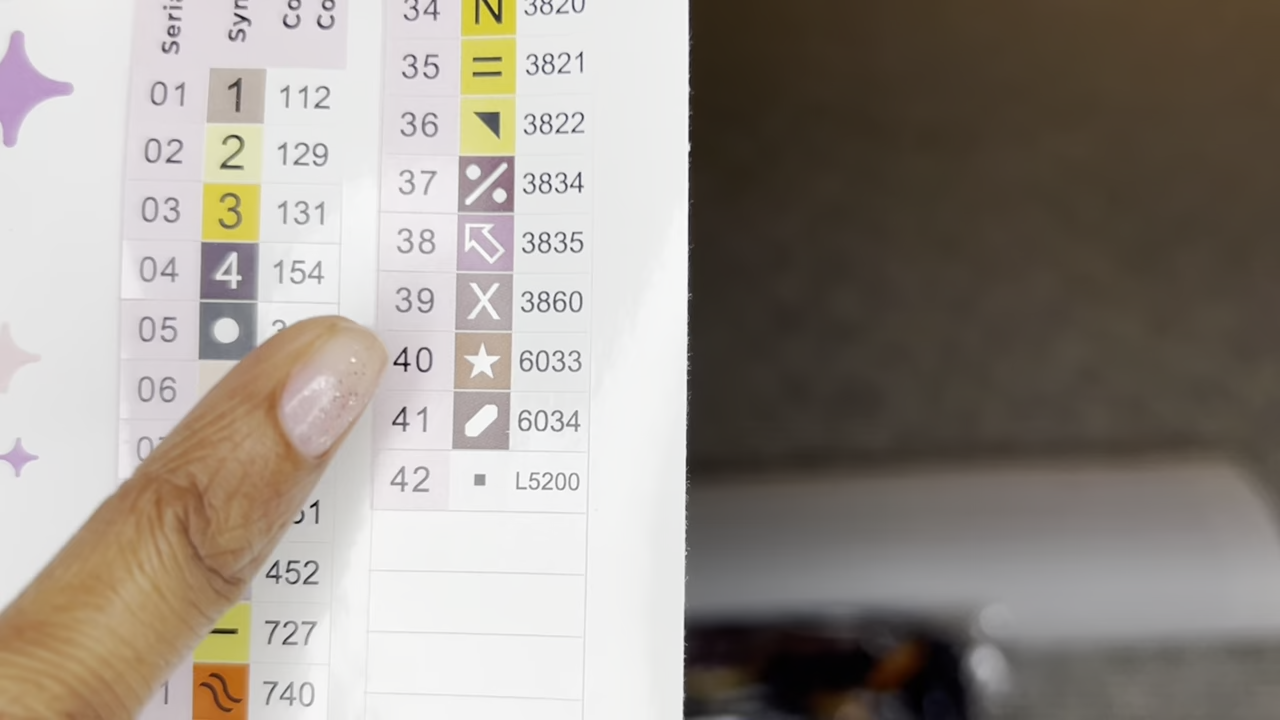 Seri
Sym
Co
Co
01 1 112
02 2 129
03 3 131
04 4 154
05
06
452
727
740
34 N 3820
35 = 3821
36 3822
37 % 3834
38 3835
39 X 3860
40 ★ 6033
41 6034
42 ▪ L5200